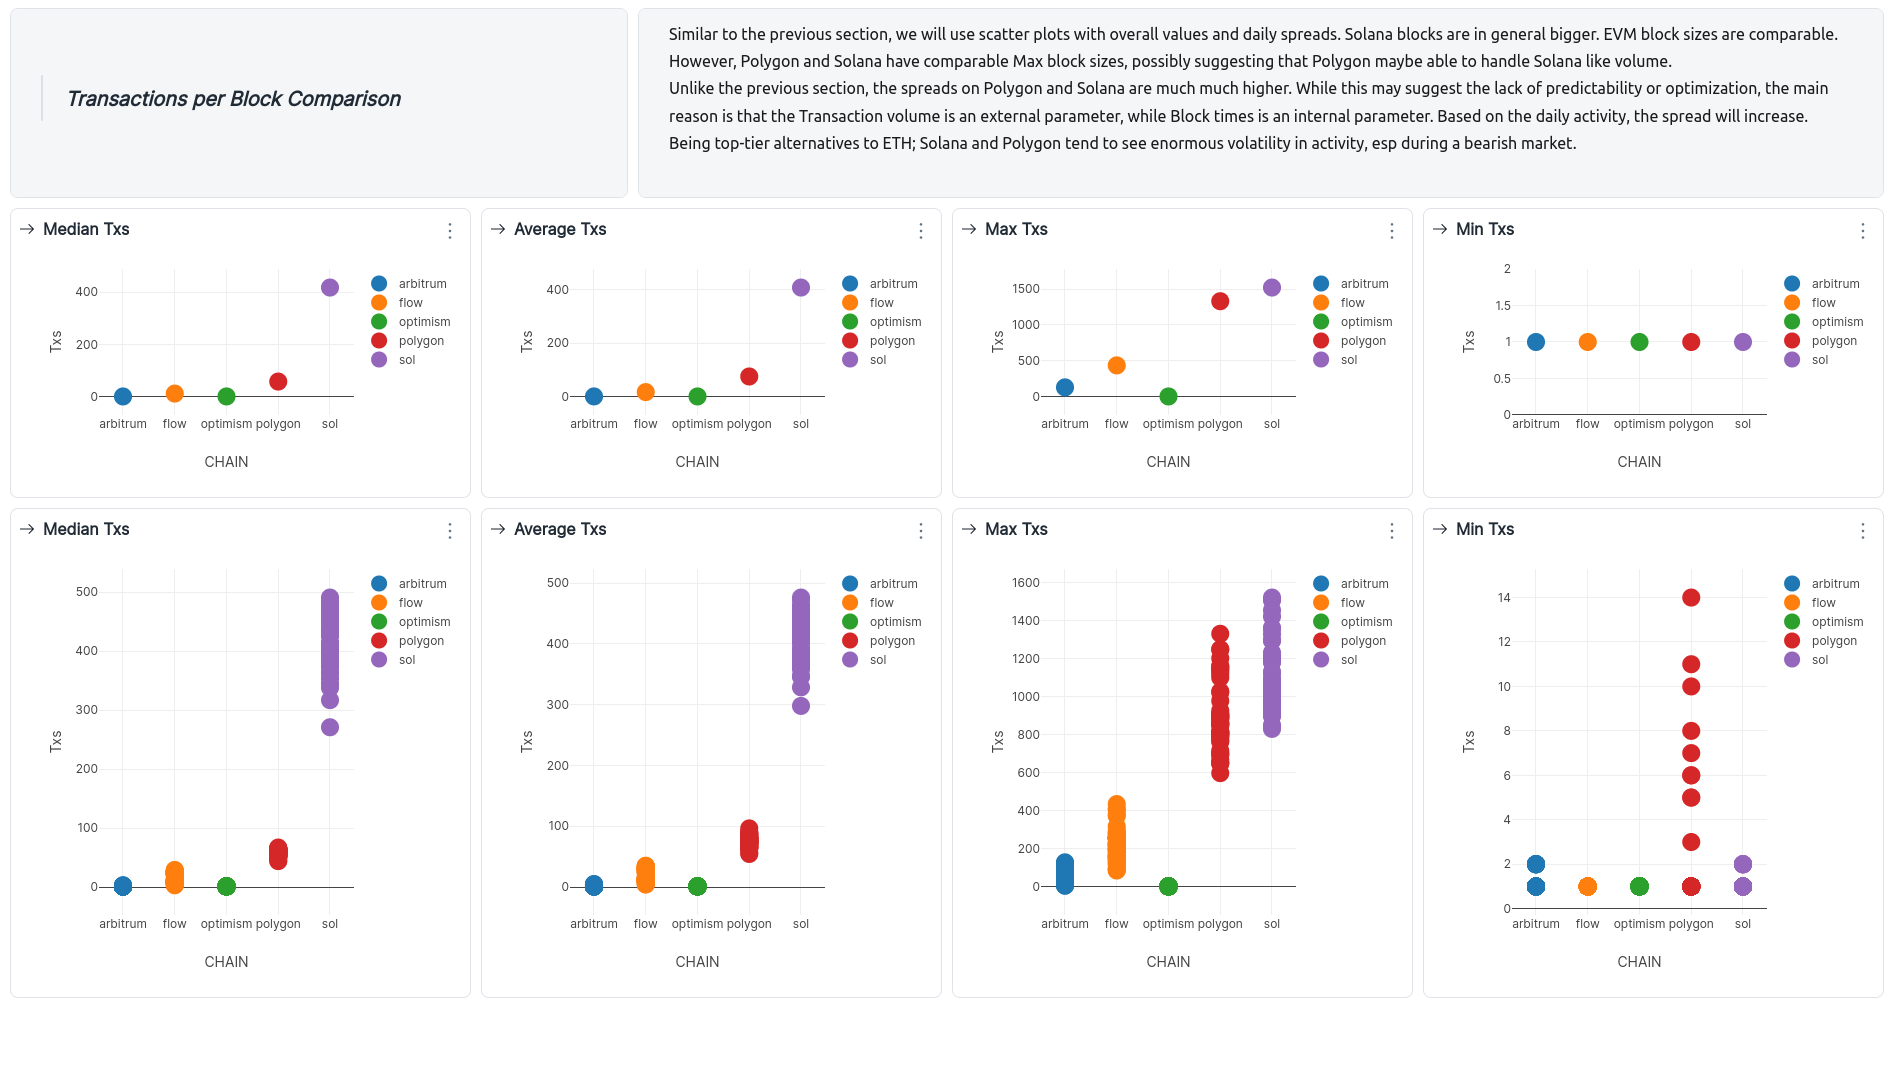 Transactions per Block Comparison
Similar to the previous section, we will use scatter plots with overall values and daily spreads. Solana blocks are in general bigger. EVM block sizes are comparable.
However, Polygon and Solana have comparable Max block sizes, possibly suggesting that Polygon maybe able to handle Solana like volume.
Unlike the previous section, the spreads on Polygon and Solana are much much higher. While this may suggest the lack of predictability or optimization, the main
reason is that the Transaction volume is an external parameter, while Block times is an internal parameter. Based on the daily activity, the spread will increase.
Being top-tier alternatives to ETH; Solana and Polygon tend to see enormous volatility in activity, esp during a bearish market.
Median Txs
400
200
0
Txs
arbitrum flow optimism polygon sol
CHAIN
arbitrum
flow
optimism
polygon
sol
Average Txs
400
200
0
Txs
arbitrum flow optimism polygon sol
CHAIN
arbitrum
flow
optimism
polygon
sol
Max Txs
1500
1000
500
0
Txs
arbitrum flow optimism polygon sol
CHAIN
arbitrum
flow
optimism
polygon
sol
Min Txs
2
1.5
1
0.5
0
Txs
arbitrum flow optimism polygon sol
CHAIN
arbitrum
flow
optimism
polygon
sol
Median Txs
500
400
300
200
100
0
Txs
arbitrum flow optimism polygon sol
CHAIN
arbitrum
flow
optimism
polygon
sol
Average Txs
500
400
300
200
100
0
Txs
arbitrum flow optimism polygon sol
CHAIN
arbitrum
flow
optimism
polygon
sol
Max Txs
1600
1400
1200
1000
800
600
400
200
0
Txs
arbitrum flow optimism polygon sol
CHAIN
arbitrum
flow
optimism
polygon
sol
Min Txs
14
12
10
8
6
4
2
0
Txs
arbitrum flow optimism polygon sol
CHAIN
arbitrum
flow
optimism
polygon
sol